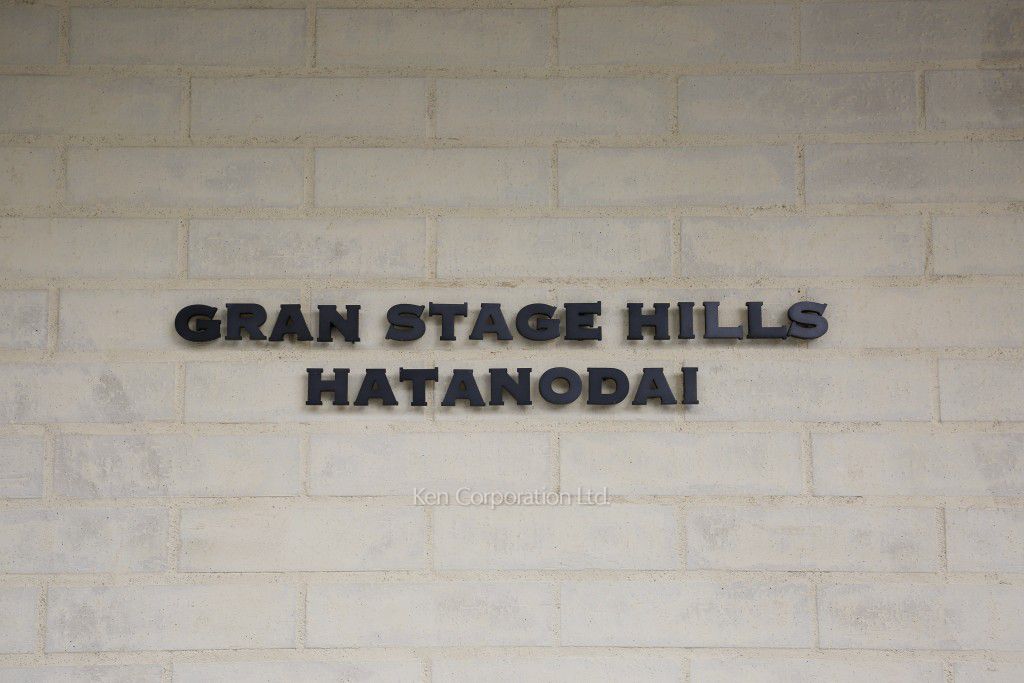 GRAN STAGE HILLS
HATANODAI
Ken Corporation Ltd.